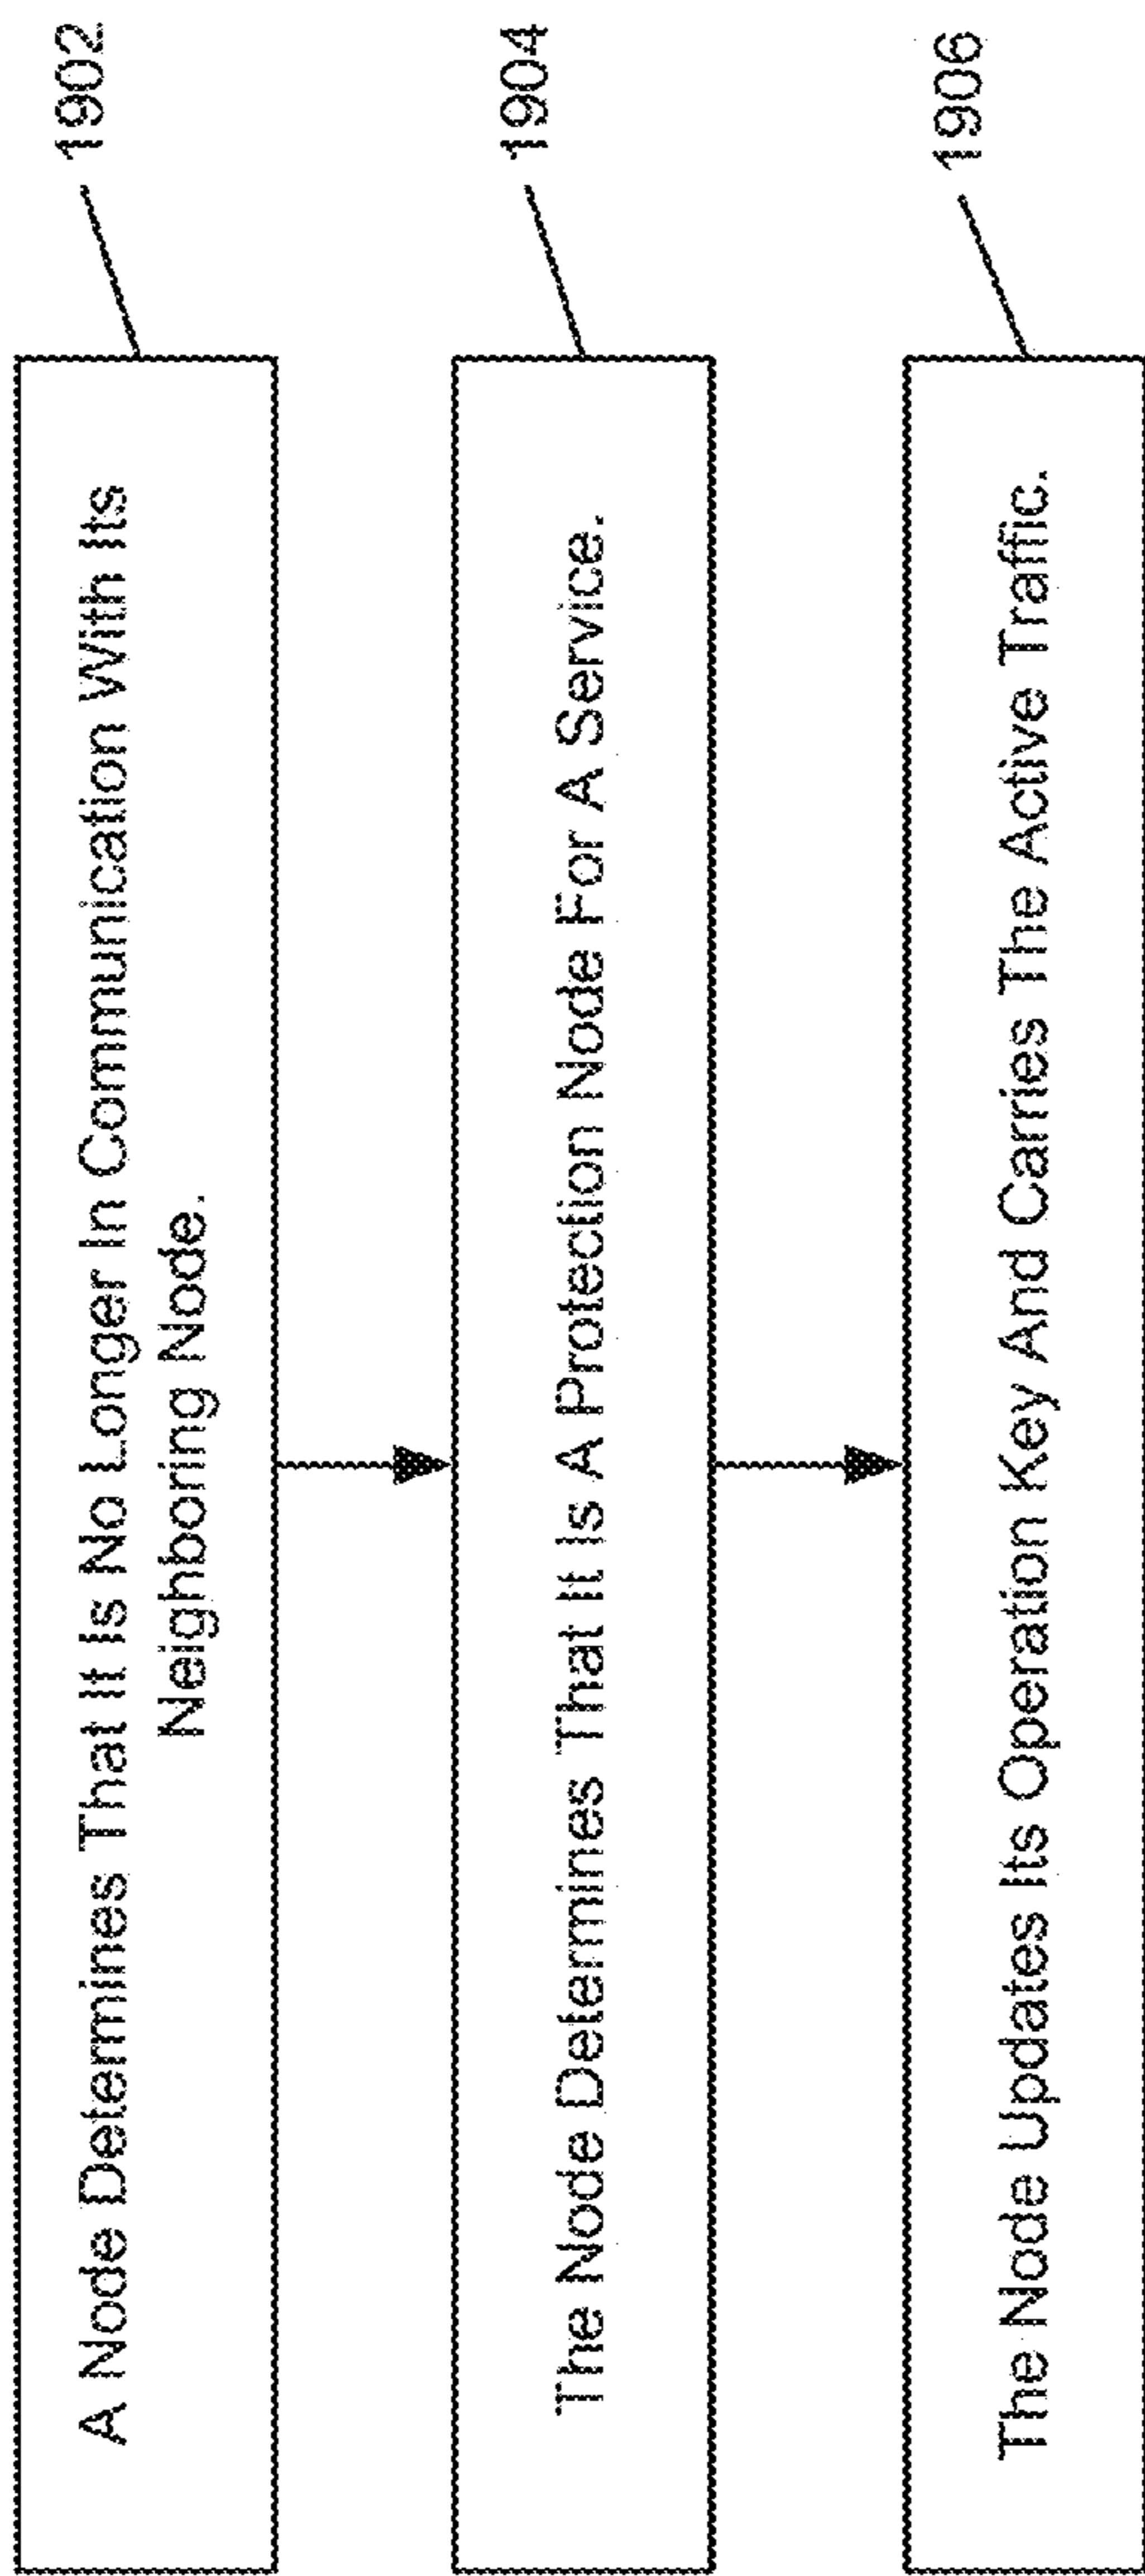 A Node Determines That It Is No Longer In Communication With Its
Neighboring Node.
1902
The Node Determines That It Is A Protection Node For A Service.
1904
The Node Updates Its Operation Key And Carries The Active Traffic.
1906